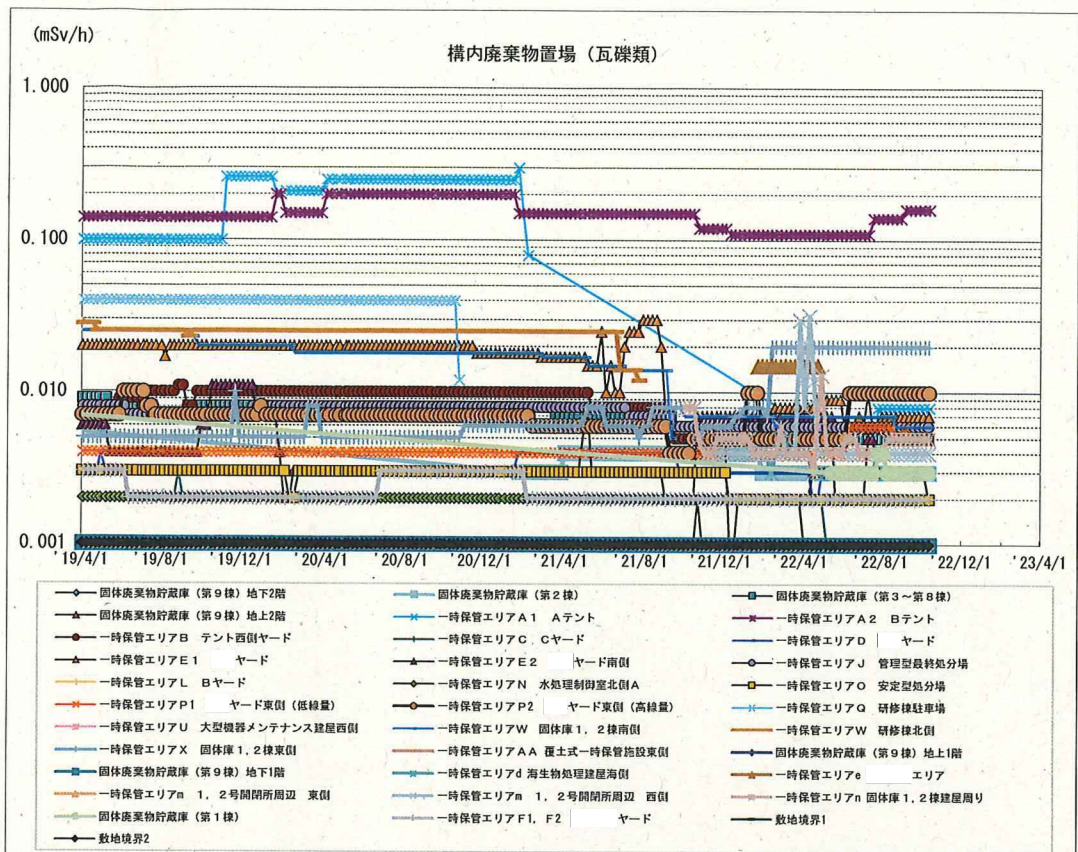 (mSv/h)
構内廃棄物置場（瓦礫類）
1.000
0.100
0.010
0.001
'19/4/1 '19/8/1 '19/12/1 '20/4/1 '20/8/1 '20/12/1 '21/4/1 '21/8/1 '21/12/1 '22/4/1 '22/8/1 '22/12/1 '23/4/1
固体廃棄物貯蔵庫（第９棟）地下2階 固体廃棄物貯蔵庫（第２棟） 固体廃棄物貯蔵庫（第３～第８棟）
固体廃棄物貯蔵庫（第９棟）地上2階 一時保管エリアＡ１ Ａテント 一時保管エリアＡ２ Ｂテント
一時保管エリアＢ テント西側ヤード 一時保管エリアＣ Ｃヤード 一時保管エリアＤ ヤード
一時保管エリアＥ１ ヤード 一時保管エリアＥ２ ヤード南側 一時保管エリアＪ 管理型最終処分場
一時保管エリアＬ Ｂヤード 一時保管エリアＮ 水処理制御室北側Ａ 一時保管エリアＯ 安定型処分場
一時保管エリアＰ１ ヤード東側（低線量） 一時保管エリアＰ２ ヤード東側（高線量） 一時保管エリアＱ 研修棟駐車場
一時保管エリアＵ 大型機器メンテナンス建屋西側 一時保管エリアＷ 固体庫１,２棟南側 一時保管エリアＷ 研修棟北側
一時保管エリアＸ 固体庫１,２棟東側 一時保管エリアＡＡ 覆土式一時保管施設東側 固体廃棄物貯蔵庫（第９棟）地上1階
固体廃棄物貯蔵庫（第９棟）地下1階 一時保管エリアｄ 海生物処理建屋海側 一時保管エリアｅ エリア
一時保管エリアｍ １，２号開閉所周辺 東側 一時保管エリアｍ １，２号開閉所周辺 西側 一時保管エリアｎ 固体庫１,２棟建屋周り
固体廃棄物貯蔵庫（第１棟） 一時保管エリアＦ１，Ｆ２ ヤード 敷地境界1
敷地境界2